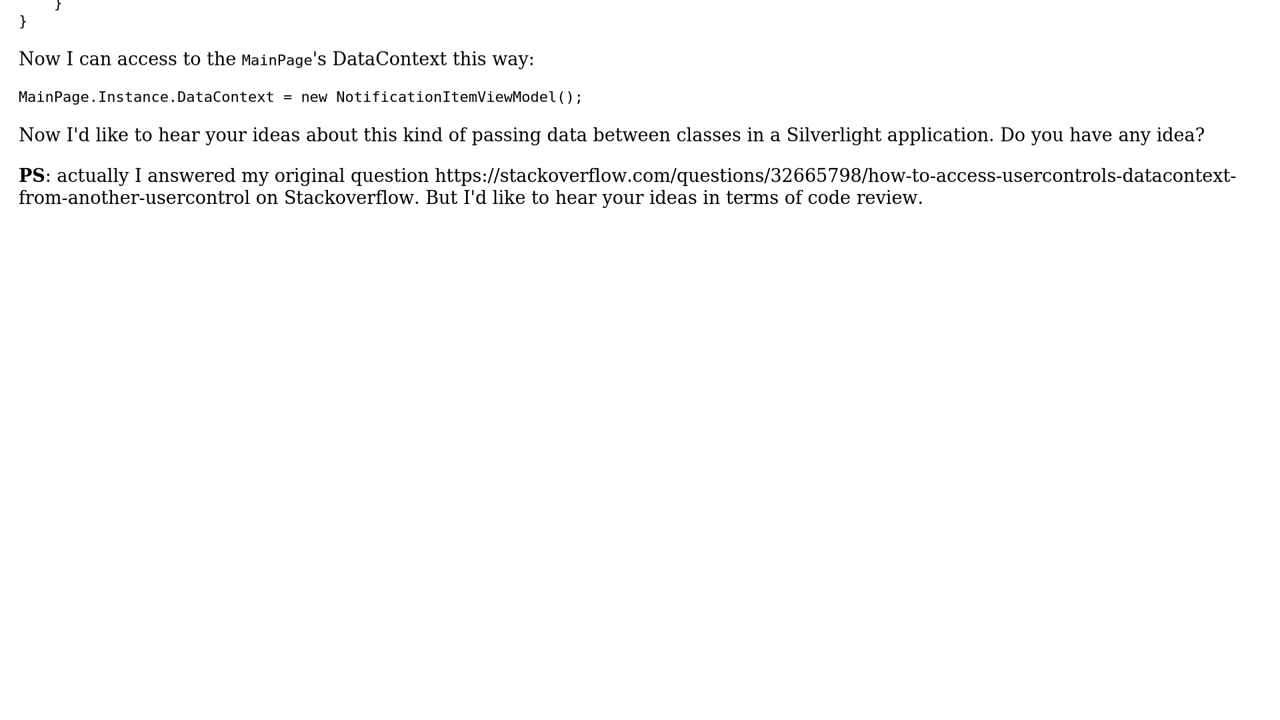 }
}
Now I can access to the MainPage's DataContext this way:
MainPage.Instance.DataContext = new NotificationItemViewModel();
Now I'd like to hear your ideas about this kind of passing data between classes in a Silverlight application. Do you have any idea?
PS: actually I answered my original question https://stackoverflow.com/questions/32665798/how-to-access-usercontrols-datacontext-
from-another-usercontrol on Stackoverflow. But I'd like to hear your ideas in terms of code review.